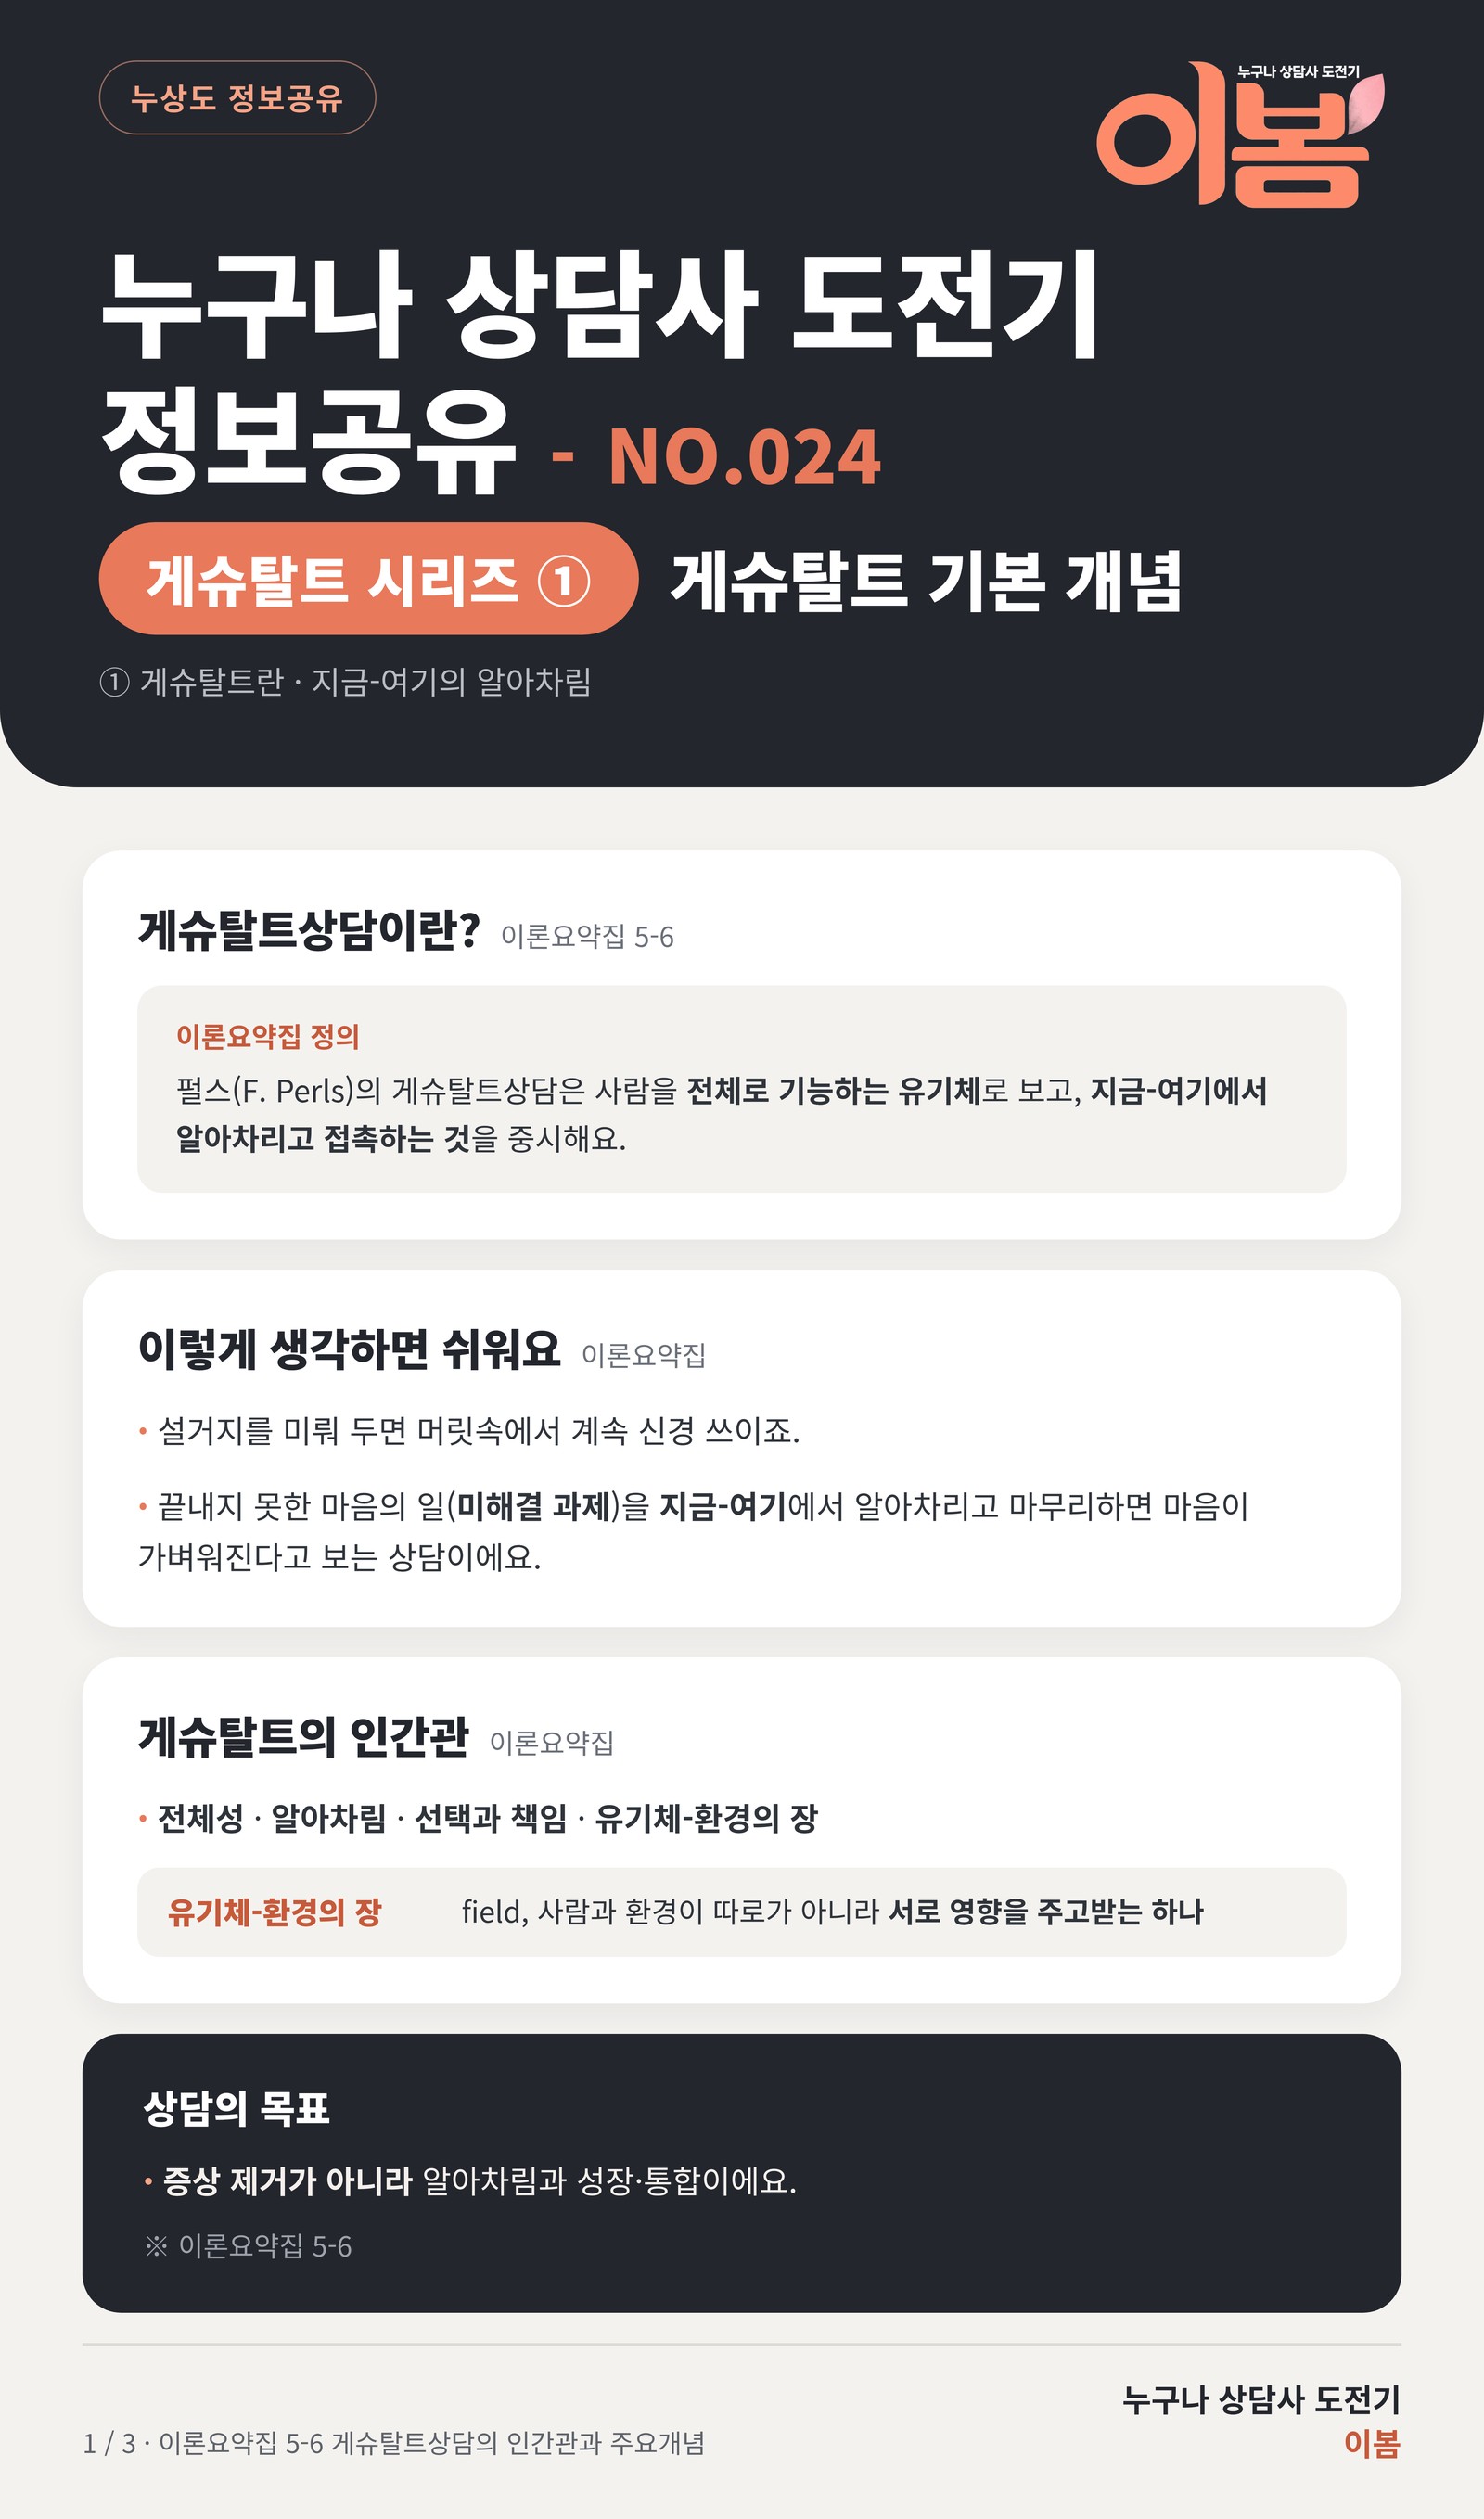 누상도 정보공유
누구나 상담사 도전기
이봄
누구나 상담사 도전기
정보공유 - NO.024
게슈탈트 시리즈 ① 게슈탈트 기본 개념
① 게슈탈트란 · 지금-여기의 알아차림
게슈탈트상담이란? 이론요약집 5-6
이론요약집 정의
펄스(F. Perls)의 게슈탈트상담은 사람을 전체로 기능하는 유기체로 보고, 지금-여기에서
알아차리고 접촉하는 것을 중시해요.
이렇게 생각하면 쉬워요 이론요약집
• 설거지를 미뤄 두면 머릿속에서 계속 신경 쓰이죠.
• 끝내지 못한 마음의 일(미해결 과제)을 지금-여기에서 알아차리고 마무리하면 마음이
가벼워진다고 보는 상담이에요.
게슈탈트의 인간관 이론요약집
• 전체성 · 알아차림 · 선택과 책임 · 유기체-환경의 장
유기체-환경의 장 field, 사람과 환경이 따로가 아니라 서로 영향을 주고받는 하나
상담의 목표
• 증상 제거가 아니라 알아차림과 성장·통합이에요.
※ 이론요약집 5-6
누구나 상담사 도전기
1 / 3 · 이론요약집 5-6 게슈탈트상담의 인간관과 주요개념
이봄